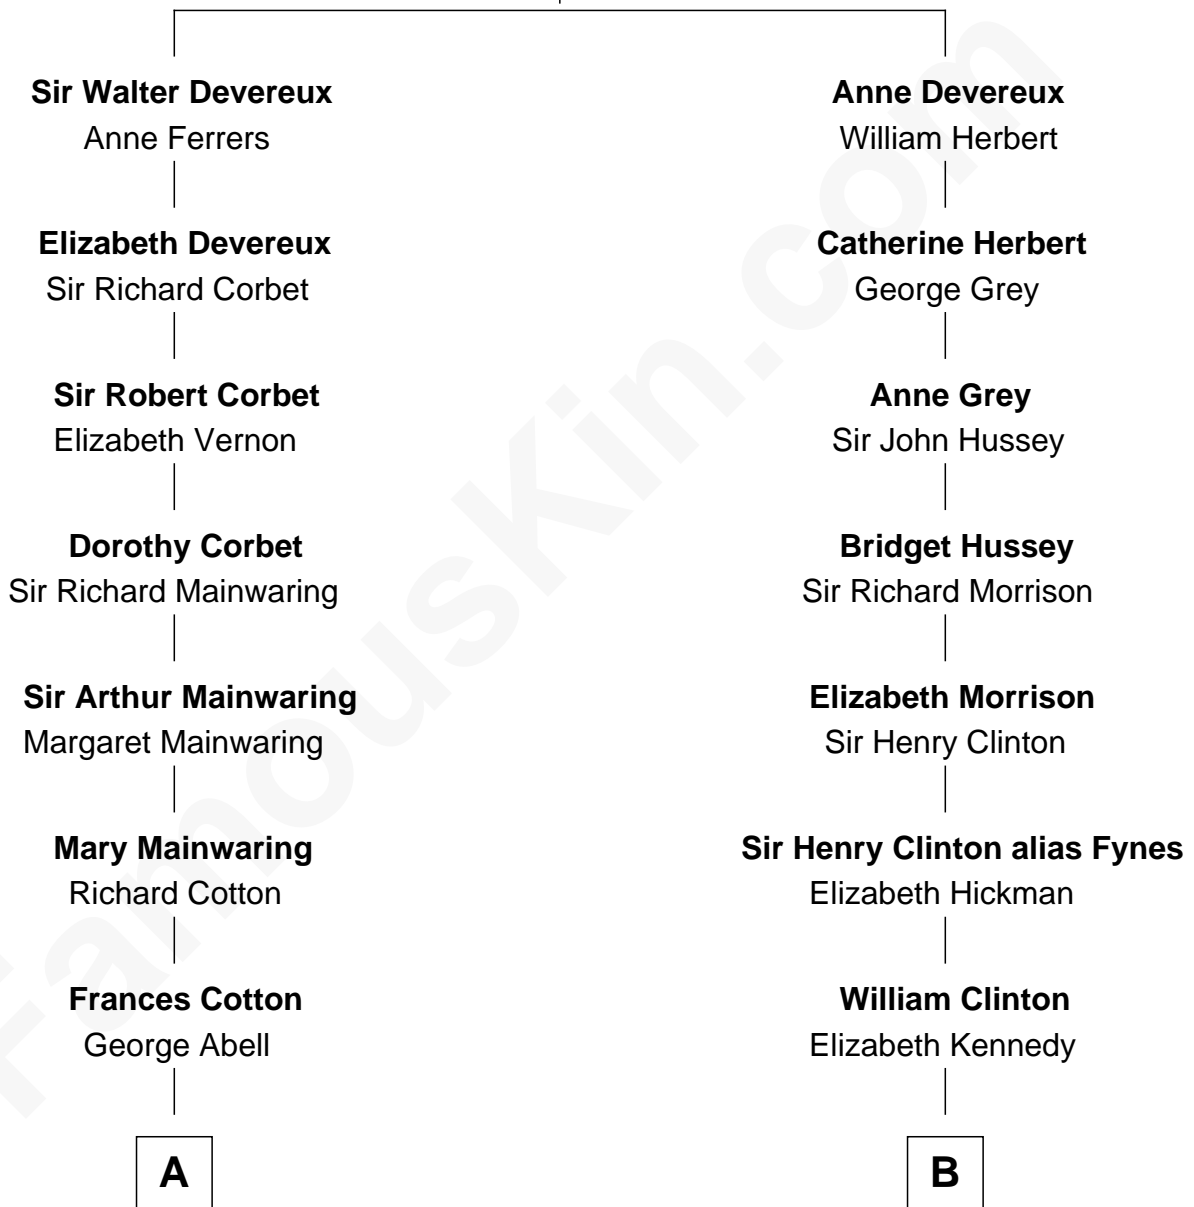 Sir Walter Devereux
Anne Ferrers
Elizabeth Devereux
Sir Richard Corbet
Sir Robert Corbet
Elizabeth Vernon
Dorothy Corbet
Sir Richard Mainwaring
Sir Arthur Mainwaring
Margaret Mainwaring
Mary Mainwaring
Richard Cotton
Frances Cotton
George Abell
A
Anne Devereux
William Herbert
Catherine Herbert
George Grey
Anne Grey
Sir John Hussey
Bridget Hussey
Sir Richard Morrison
Elizabeth Morrison
Sir Henry Clinton
Sir Henry Clinton alias Fynes
Elizabeth Hickman
William Clinton
Elizabeth Kennedy
B
FamousKin.com